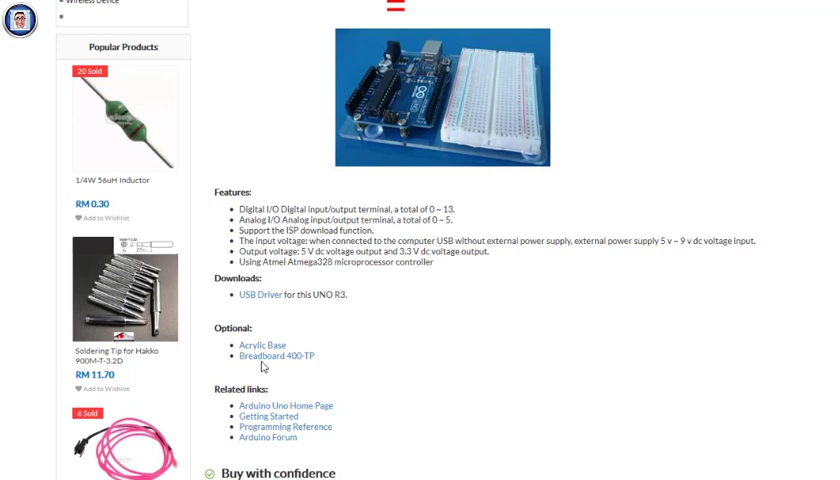 Wireless Device
Popular Products
20 Sold
1/4W 56uH Inductor
RM 0.30
Add to Wishlist
Soldering Tip for Hakko
900M-T-3.2D
RM 11.70
Add to Wishlist
6 Sold
Features:
Digital I/O Digital input/output terminal, a total of 0 ~ 13.
Analog I/O Analog input/output terminal, a total of 0 ~ 5.
Support the ISP download function.
The input voltage: when connected to the computer USB without external power supply, external power supply 5 v ~ 9 v dc voltage input.
Output voltage: 5 V dc voltage output and 3.3 V dc voltage output.
Using Atmel Atmega328 microprocessor controller
Downloads:
USB Driver for this UNO R3.
Optional:
Acrylic Base
Breadboard 400-TP
Related links:
Arduino Uno Home Page
Getting Started
Programming Reference
Arduino Forum
Buy with confidence